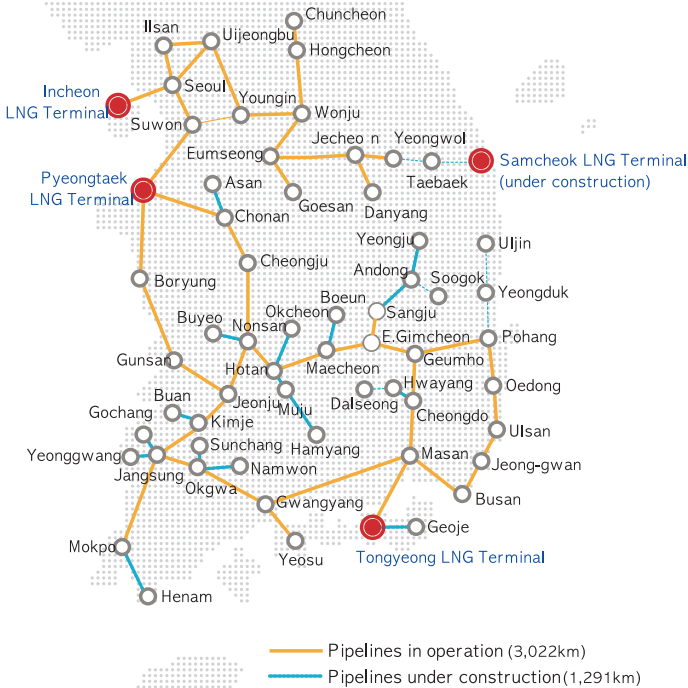 Chuncheon
Ilsan
Uijeongbu
Hongcheon
Incheon
LNG Terminal
Seoul
Youngin
Wonju
Suwon
Jecheo n
Yeongwol
Eumseong
Samcheok LNG Terminal
(under construction)
Taebaek
Pyeongtaek
LNG Terminal
Asan
Goesan
Danyang
Chonan
Yeongju
Uljin
Cheongju
Andong
Soogok
Boryung
Boeun
Yeongduk
Okcheon
Sangju
Buyeo
Nonsan
E.Gimcheon
Pohang
Gunsan
Hotan
Maecheon
Geumho
Hwayang
Oedong
Buan
Jeonju
Muju
Dalseong
Cheongdo
Gochang
Kimje
Ulsan
Sunchang
Hamyang
Yeonggwang
Masan
Jeong-gwan
Jangsung
Namwon
Okgwa
Gwangyang
Busan
Geoje
Mokpo
Yeosu
Tongyeong LNG Terminal
Henam
Pipelines in operation (3,022km)
Pipelines under construction(1,291km)